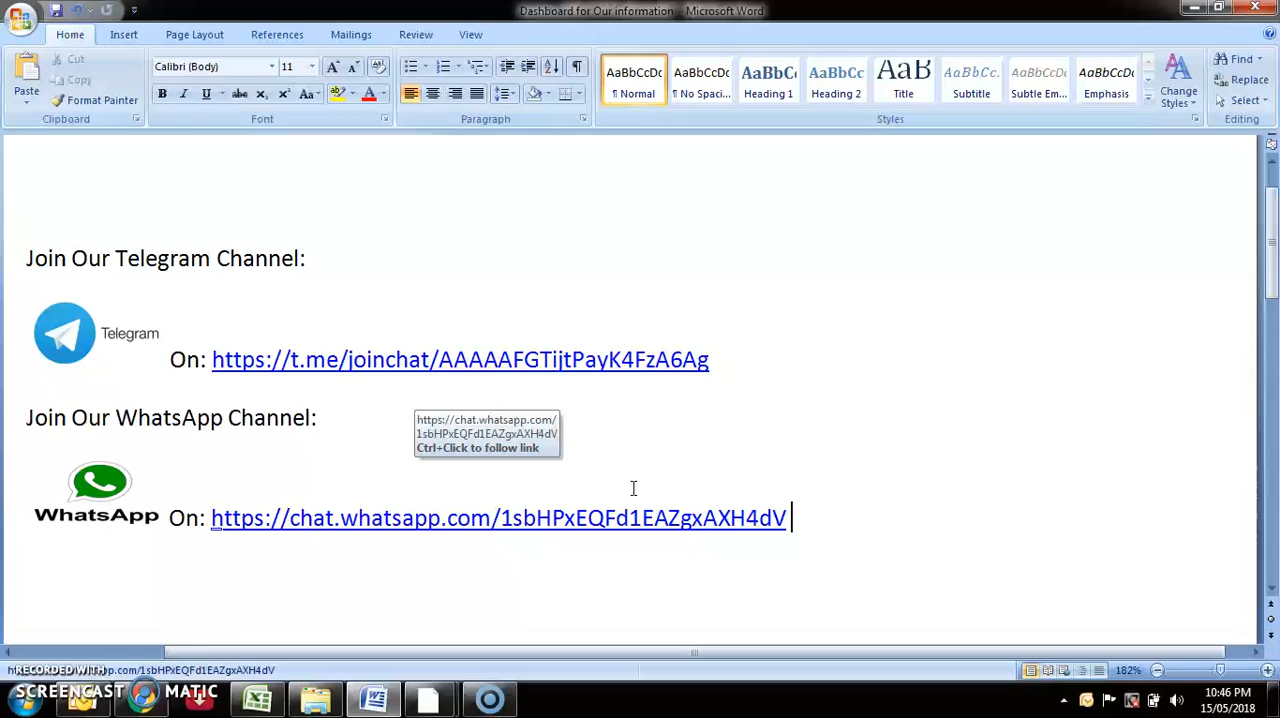 Dashboard for Our information - Microsoft Word
Home Insert Page Layout References Mailings Review View
Cut
Copy
Format Painter
Paste
Clipboard
Calibri (Body) 11
Font
Paragraph
AaBbCcDc AaBbCcDc AaBbC AaBbCc AaB AaBbCc. AaBbCcDc AaBbCcDc
¶ Normal ¶ No Spaci... Heading 1 Heading 2 Title Subtitle Subtle Em... Emphasis
Change Styles
Styles
Find
Replace
Select
Editing
Join Our Telegram Channel:
Telegram
On: https://t.me/joinchat/AAAAAFGTijtPayK4FzA6Ag
Join Our WhatsApp Channel:
https://chat.whatsapp.com/
1sbHPxEQFd1EAZgxAXH4dV
Ctrl+Click to follow link
WhatsApp
On: https://chat.whatsapp.com/1sbHPxEQFd1EAZgxAXH4dV
RECORDED WITH
pp.com/1sbHPxEQFd1EAZgxAXH4dV
182%
SCREENCAST MATIC
10:46 PM
15/05/2018